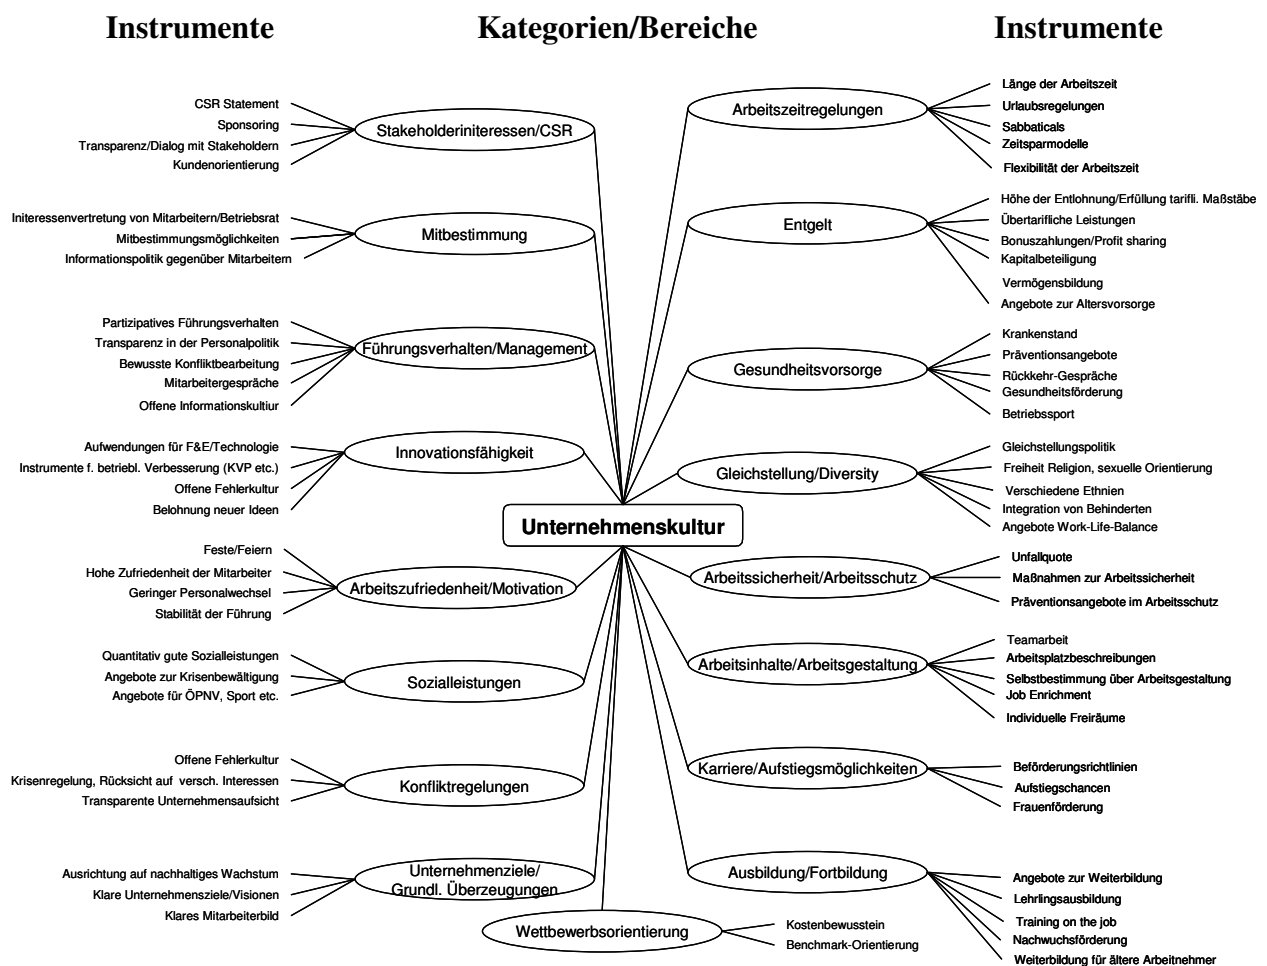 Instrumente
Kategorien/Bereiche
Instrumente
CSR Statement
Sponsoring
Transparenz/Dialog mit Stakeholdern
Kundenorientierung
Stakeholderiniteressen/CSR
Initeressenvertretung von Mitarbeitern/Betriebsrat
Mitbestimmungsmöglichkeiten
Informationspolitik gegenüber Mitarbeitern
Mitbestimmung
Partizipatives Führungsverhalten
Transparenz in der Personalpolitik
Bewusste Konfliktbearbeitung
Mitarbeitergespräche
Offene Informationskultiur
Führungsverhalten/Management
Aufwendungen für F&E/Technologie
Instrumente f. betriebl. Verbesserung (KVP etc.)
Offene Fehlerkultur
Belohnung neuer Ideen
Innovationsfähigkeit
Unternehmenskultur
Feste/Feiern
Hohe Zufriedenheit der Mitarbeiter
Geringer Personalwechsel
Stabilität der Führung
Arbeitszufriedenheit/Motivation
Quantitativ gute Sozialleistungen
Angebote zur Krisenbewältigung
Angebote für ÖPNV, Sport etc.
Sozialleistungen
Offene Fehlerkultur
Krisenregelung, Rücksicht auf versch. Interessen
Transparente Unternehmensaufsicht
Konfliktregelungen
Ausrichtung auf nachhaltiges Wachstum
Klare Unternehmensziele/Visionen
Klares Mitarbeiterbild
Unternehmenziele/
Grundl. Überzeugungen
Wettbewerbsorientierung
Kostenbewusstein
Benchmark-Orientierung
Arbeitszeitregelungen
Länge der Arbeitszeit
Urlaubsregelungen
Sabbaticals
Zeitsparmodelle
Flexibilität der Arbeitszeit
Entgelt
Höhe der Entlohnung/Erfüllung tarifli. Maßstäbe
Übertarifliche Leistungen
Bonuszahlungen/Profit sharing
Kapitalbeteiligung
Vermögensbildung
Angebote zur Altersvorsorge
Gesundheitsvorsorge
Krankenstand
Präventionsangebote
Rückkehr-Gespräche
Gesundheitsförderung
Betriebssport
Gleichstellung/Diversity
Gleichstellungspolitik
Freiheit Religion, sexuelle Orientierung
Verschiedene Ethnien
Integration von Behinderten
Angebote Work-Life-Balance
Arbeitssicherheit/Arbeitsschutz
Unfallquote
Maßnahmen zur Arbeitssicherheit
Präventionsangebote im Arbeitsschutz
Arbeitsinhalte/Arbeitsgestaltung
Teamarbeit
Arbeitsplatzbeschreibungen
Selbstbestimmung über Arbeitsgestaltung
Job Enrichment
Individuelle Freiräume
Karriere/Aufstiegsmöglichkeiten
Beförderungsrichtlinien
Aufstiegschancen
Frauenförderung
Ausbildung/Fortbildung
Angebote zur Weiterbildung
Lehrlingsausbildung
Training on the job
Nachwuchsförderung
Weiterbildung für ältere Arbeitnehmer